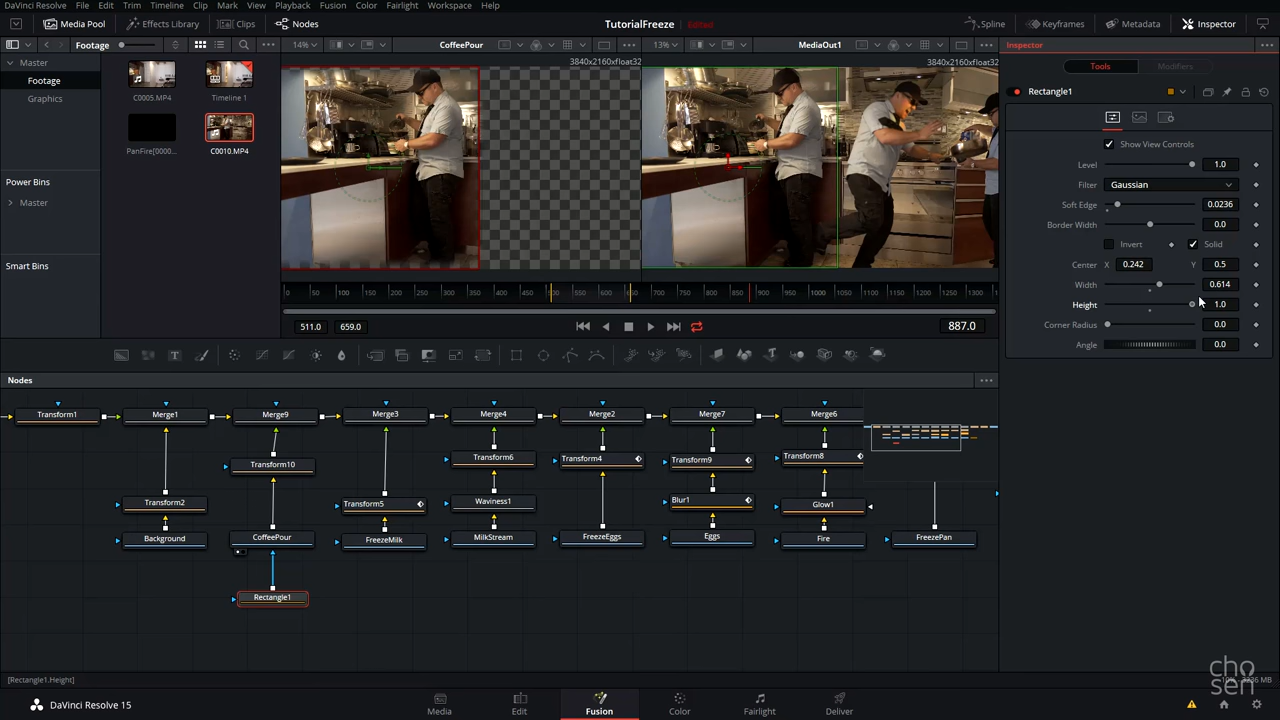 DaVinci Resolve File Edit Trim Timeline Clip Mark View Playback Fusion Color Fairlight Workspace Help
Media Pool Effects Library Clips Nodes TutorialFreeze Edited Spline Keyframes Metadata Inspector
Footage 14% CoffeePour 13% MediaOut1 Inspector
3840x2160xfloat32 3840x2160xfloat32
Master
Footage
Graphics
C0005.MP4 Timeline 1
PanFire[0000... C0010.MP4
Power Bins
Master
Smart Bins
Tools Modifiers
Rectangle1
Show View Controls
Level 1.0
Filter Gaussian
Soft Edge 0.0236
Border Width 0.0
Invert Solid
Center X 0.242 Y 0.5
Width 0.614
Height 1.0
Corner Radius 0.0
Angle 0.0
0 50 100 150 200 250 300 350 400 450 500 550 600 650 700 750 800 850 900 950 1000 1050 1100 1150 1200 1250 1300
511.0 659.0 887.0
Nodes
Transform1 Merge1 Merge9 Merge3 Merge4 Merge2 Merge7 Merge6
Transform10 Transform6 Transform4 Transform9 Transform8
Transform2 Transform5 Waviness1 Blur1 Glow1
Background CoffeePour FreezeMilk MilkStream FreezeEggs Eggs Fire FreezePan
Rectangle1
[Rectangle1.Height]
chosen
DaVinci Resolve 15 Media Edit Fusion Color Fairlight Deliver